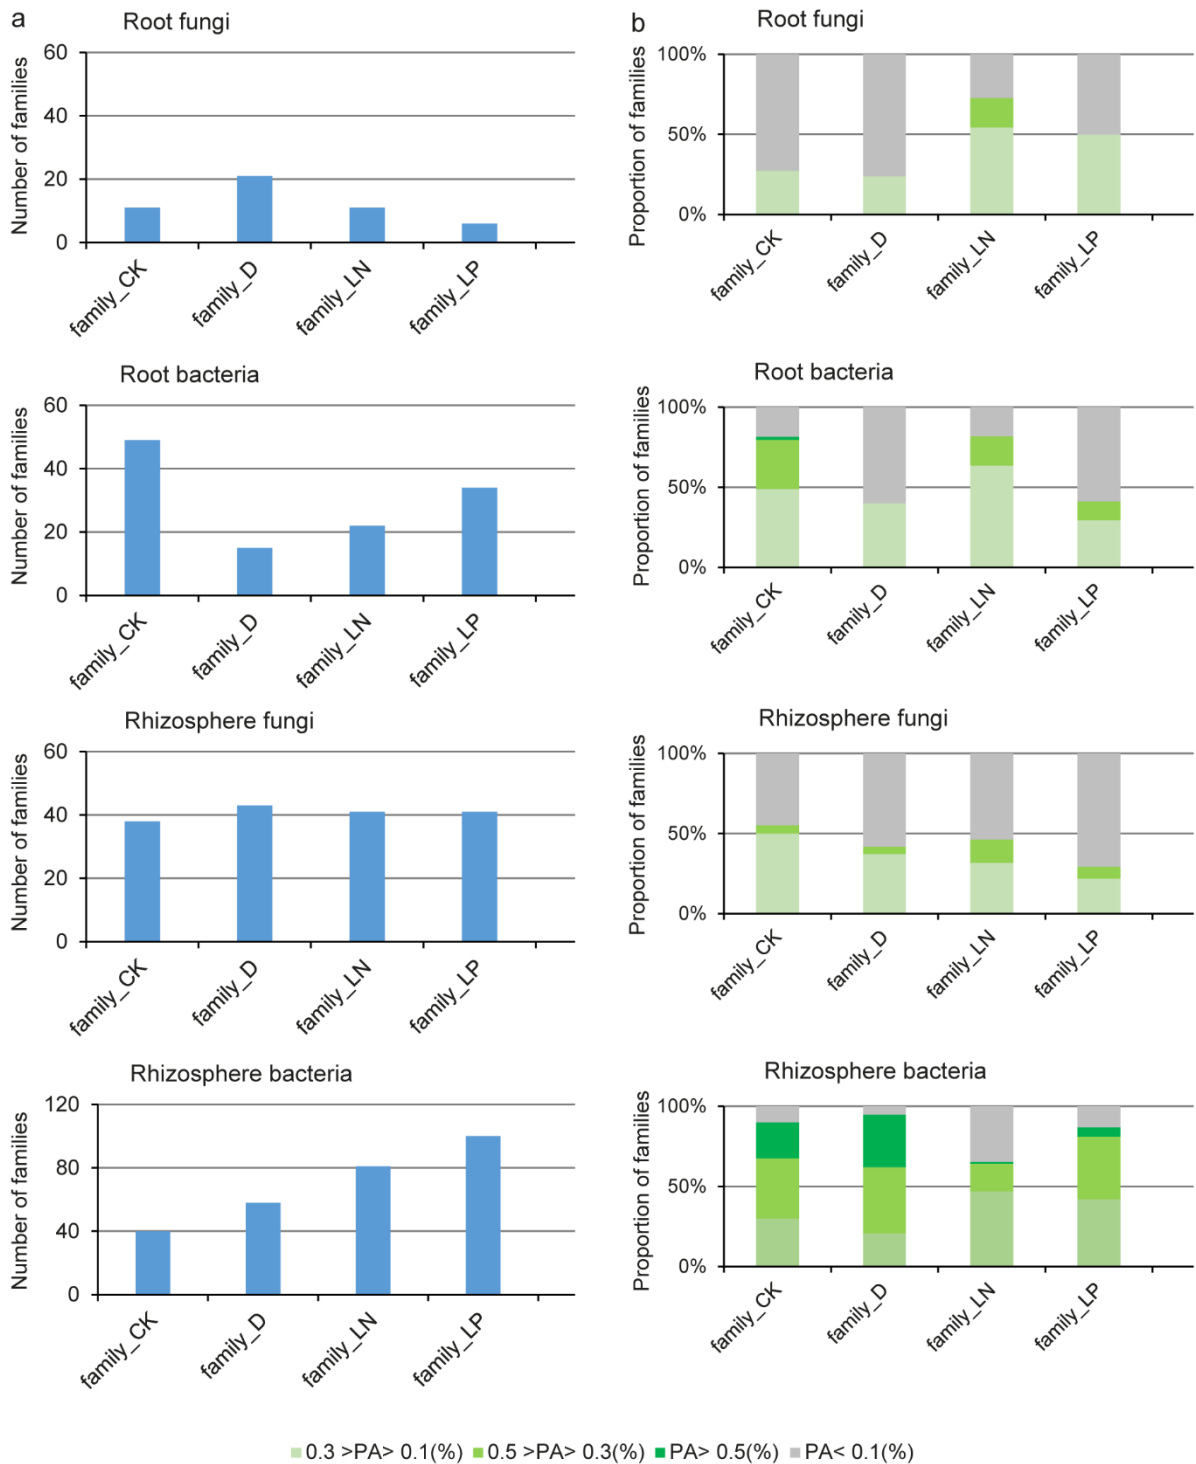 a
Root fungi
Number of families
60
40
20
0
family_CK
family_D
family_LN
family_LP
b
Root fungi
Proportion of families
100%
50%
0%
family_CK
family_D
family_LN
family_LP
Root bacteria
Number of families
60
40
20
0
family_CK
family_D
family_LN
family_LP
Root bacteria
Proportion of families
100%
50%
0%
family_CK
family_D
family_LN
family_LP
Rhizosphere fungi
Number of families
60
40
20
0
family_CK
family_D
family_LN
family_LP
Rhizosphere fungi
Proportion of families
100%
50%
0%
family_CK
family_D
family_LN
family_LP
Rhizosphere bacteria
Number of families
120
80
40
0
family_CK
family_D
family_LN
family_LP
Rhizosphere bacteria
Proportion of families
100%
50%
0%
family_CK
family_D
family_LN
family_LP
0.3 >PA> 0.1(%) 0.5 >PA> 0.3(%) PA> 0.5(%) PA< 0.1(%)